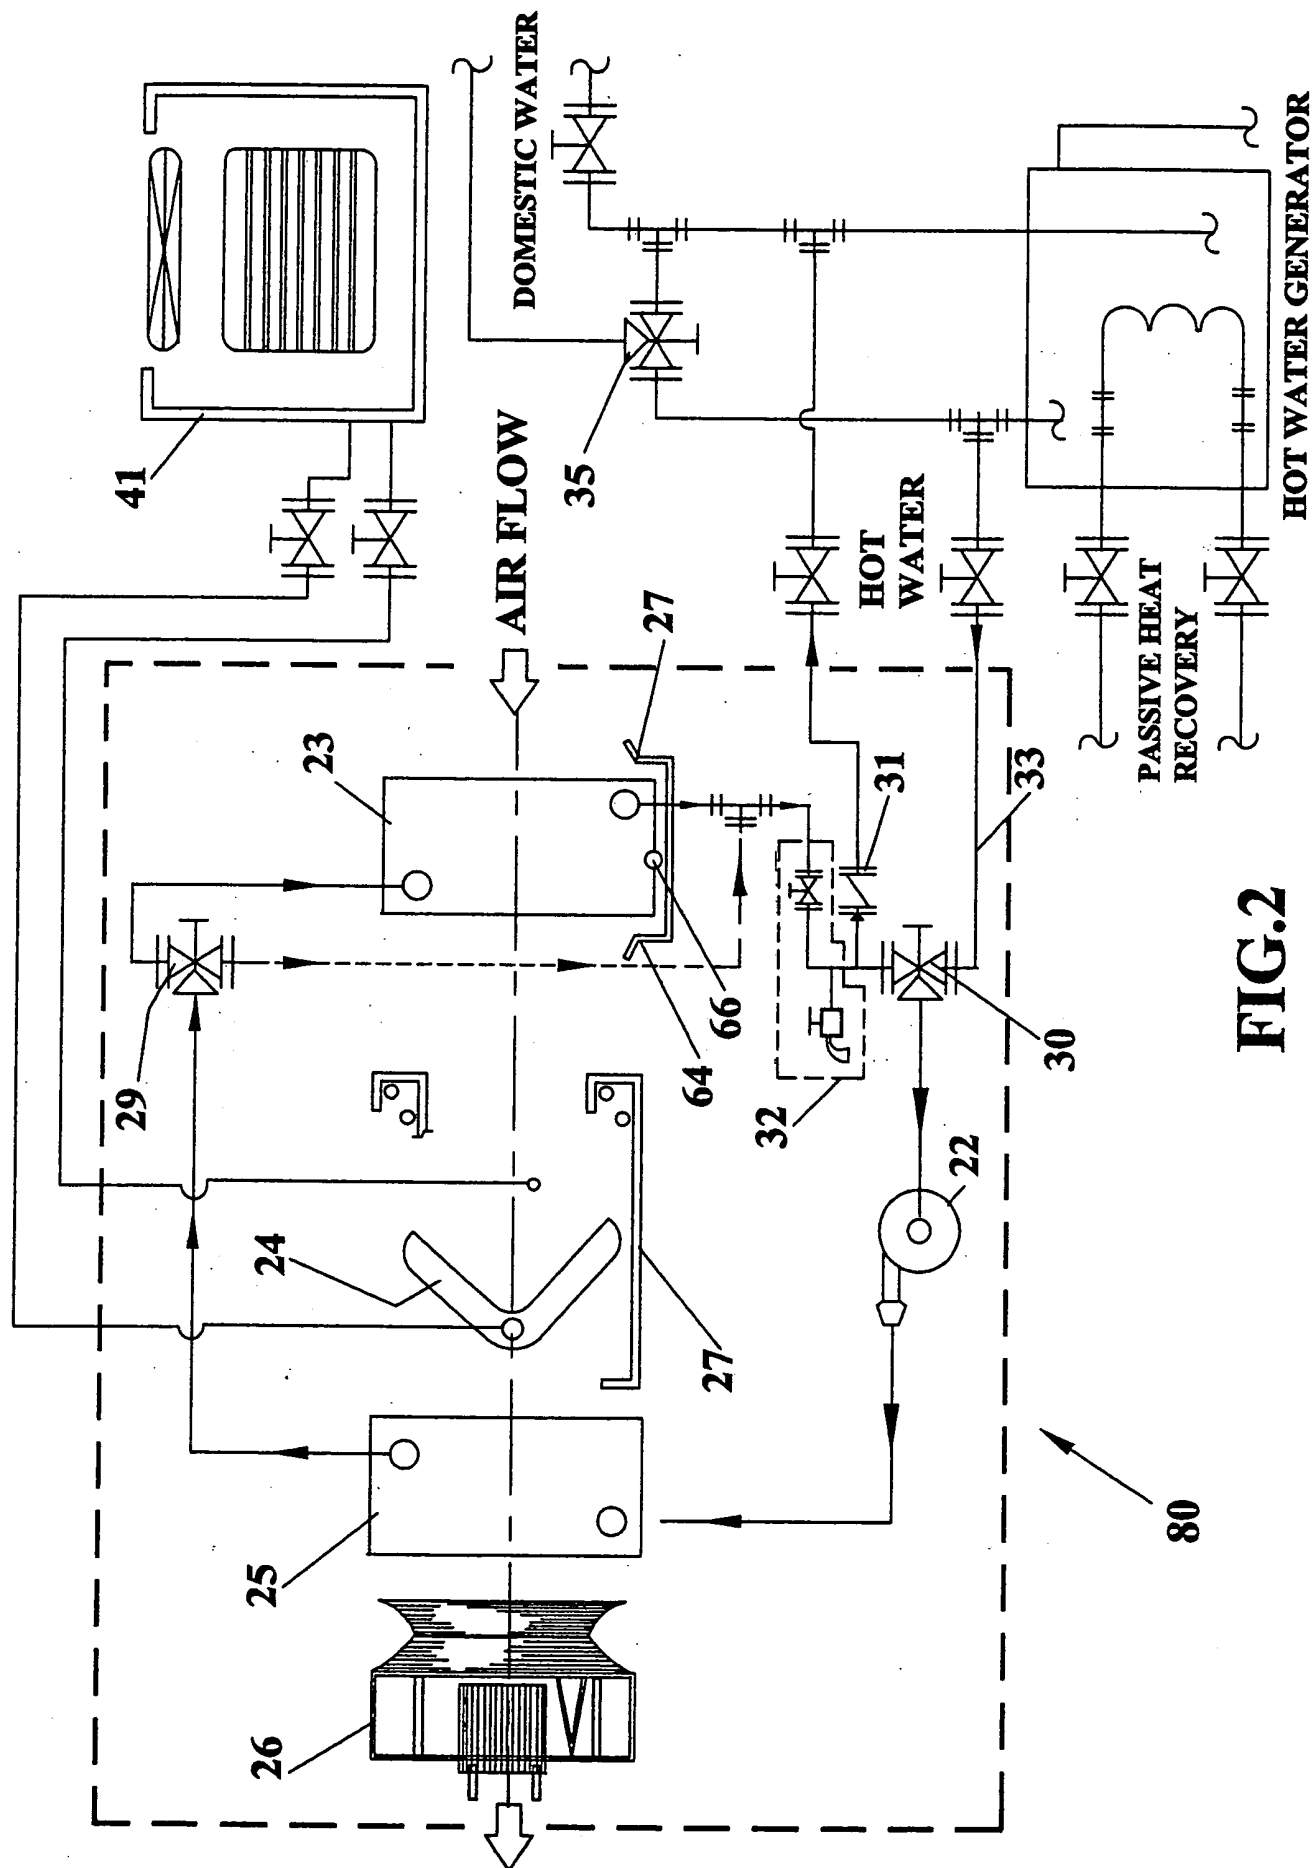 41
DOMESTIC WATER
AIR FLOW
35
HOT
WATER
HOT WATER GENERATOR
PASSIVE HEAT
RECOVERY
23
27
31
33
29
66
64
32
30
24
27
22
25
26
80
FIG.2